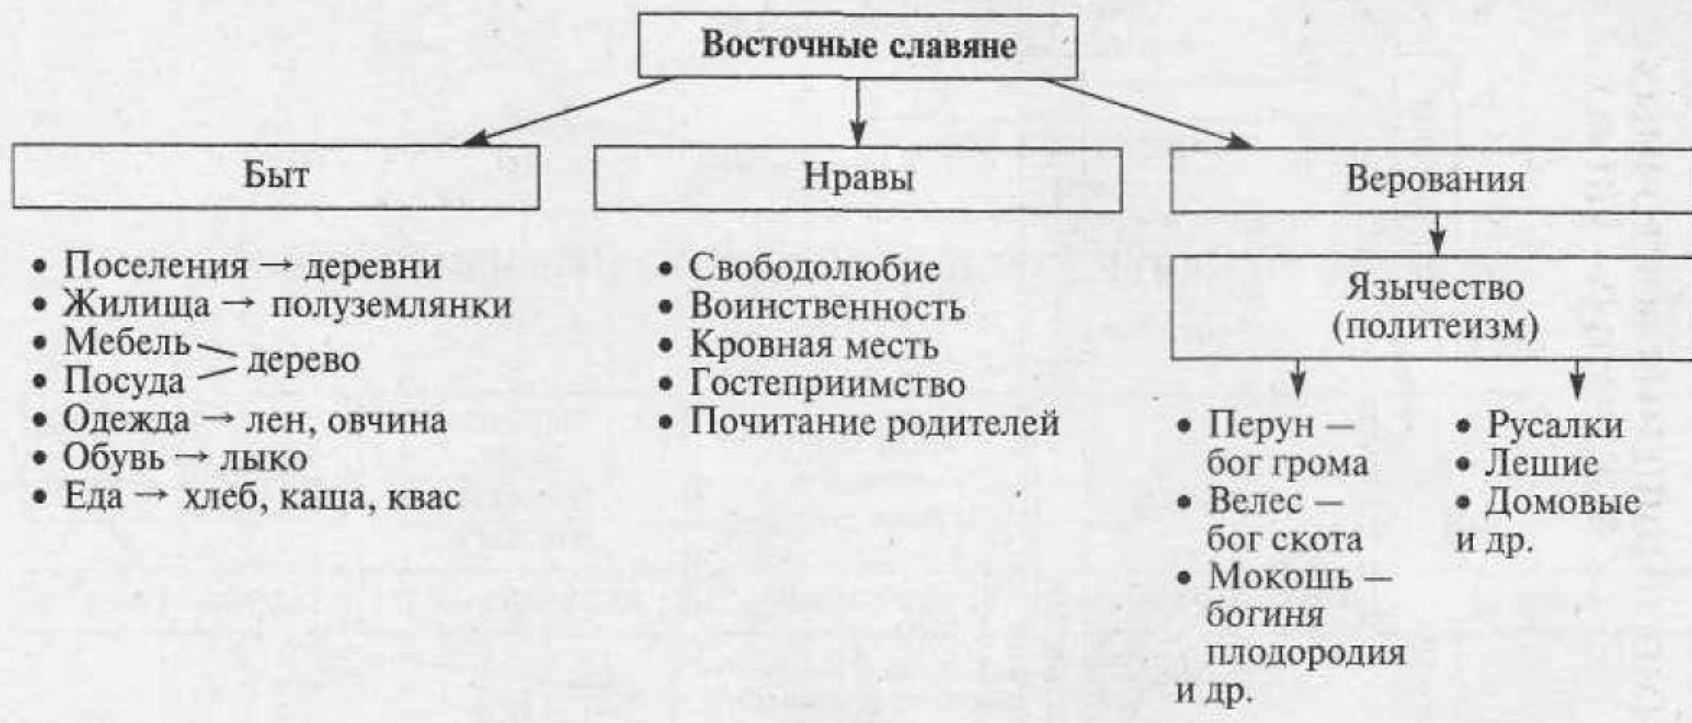 Восточные славяне
Быт
• Поселения → деревни
• Жилища → полуземлянки
• Мебель
• Посуда
дерево
• Одежда → лен, овчина
• Обувь → лыко
• Еда → хлеб, каша, квас
Нравы
• Свободолюбие
• Воинственность
• Кровная месть
• Гостеприимство
• Почитание родителей
Верования
Язычество
(политеизм)
• Перун —
бог грома
• Велес —
бог скота
• Мокошь —
богиня
плодородия
и др.
• Русалки
• Лешие
• Домовые
и др.